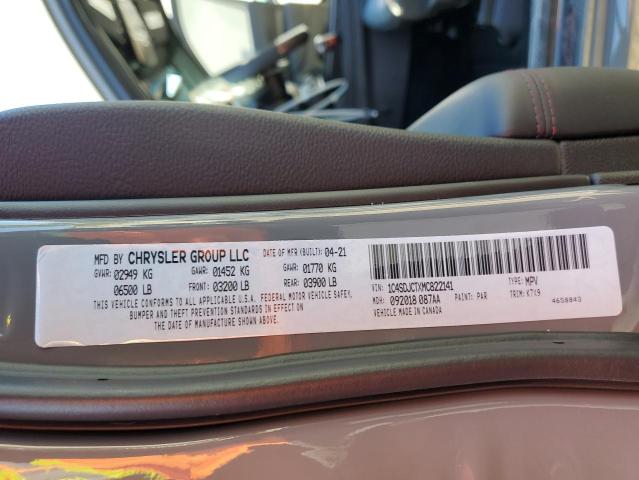 MFD BY CHRYSLER GROUP LLC DATE OF MFR (BUILT): 04-21
GVWR: 02949 KG GAWR: 01452 KG GAWR: 01770 KG
06500 LB FRONT: 03200 LB REAR: 03900 LB
THIS VEHICLE CONFORMS TO ALL APPLICABLE U.S.A. FEDERAL MOTOR VEHICLE SAFETY,
BUMPER AND THEFT PREVENTION STANDARDS IN EFFECT ON
THE DATE OF MANUFACTURE SHOWN ABOVE.
1C4SDJCTXMC822141 TYPE: MPV
MDH: 092018 087AA PAINT: PAR TRIM: K7X9
VEHICLE MADE IN CANADA 4658843